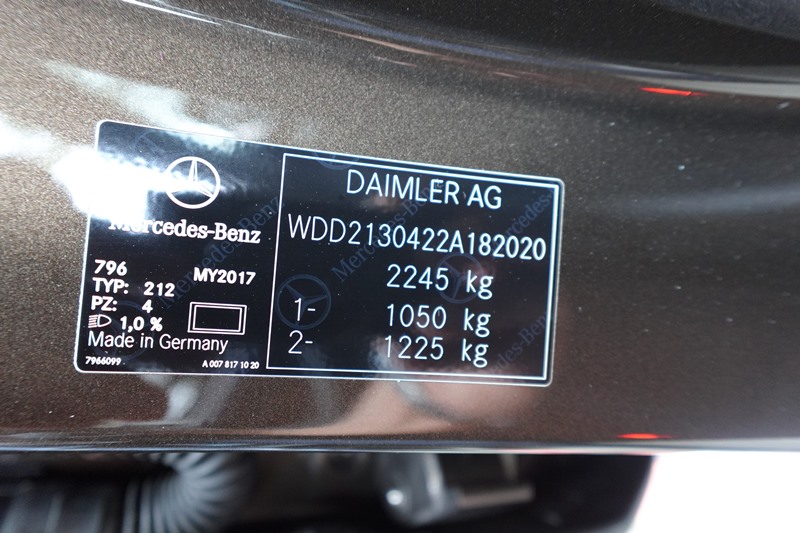 Mercedes-Benz
796
MY2017
TYP: 212
PZ: 4
1,0 %
Made in Germany
7966099
A 007 817 10 20
DAIMLER AG
WDD2130422A182020
2245 kg
1- 1050 kg
2- 1225 kg